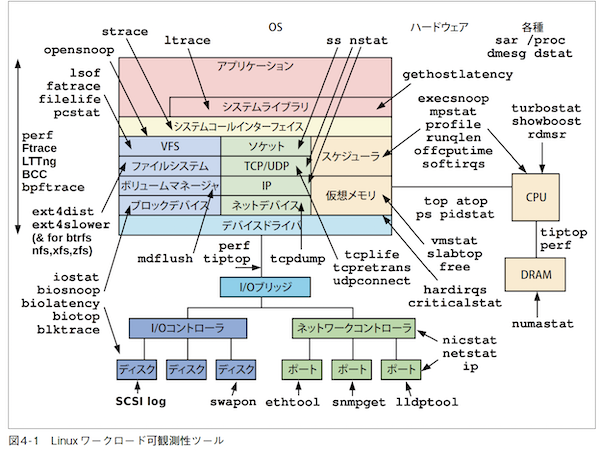 OS
ハードウェア
各種
strace
ltrace
ss nstat
sar /proc
dmesg dstat
opensnoop
アプリケーション
gethostlatency
lsof
fatrace
filelife
pcstat
システムライブラリ
システムコールインターフェイス
execsnoop
mpstat
profile
runqlen
offcputime
softirqs
turbostat
showboost
rdmsr
perf
Ftrace
LTTng
BCC
bpftrace
VFS
ソケット
スケジューラ
ファイルシステム
TCP/UDP
ボリュームマネージャ
IP
仮想メモリ
ブロックデバイス
ネットデバイス
デバイスドライバ
CPU
top atop
ps pidstat
ext4dist
ext4slower
(& for btrfs
nfs,xfs,zfs)
mdflush
perf
tiptop
tcpdump
tcplife
tcpretrans
udpconnect
vmstat
slabtop
free
tiptop
perf
hardirqs
criticalstat
DRAM
iostat
biosnoop
biolatency
biotop
blktrace
I/Oブリッジ
numastat
I/Oコントローラ
ネットワークコントローラ
nicstat
netstat
ip
ディスク
ディスク
ディスク
ポート
ポート
ポート
SCSI log
swapon
ethtool
snmpget
lldptool
図4-1 Linux ワークロード可観測性ツール